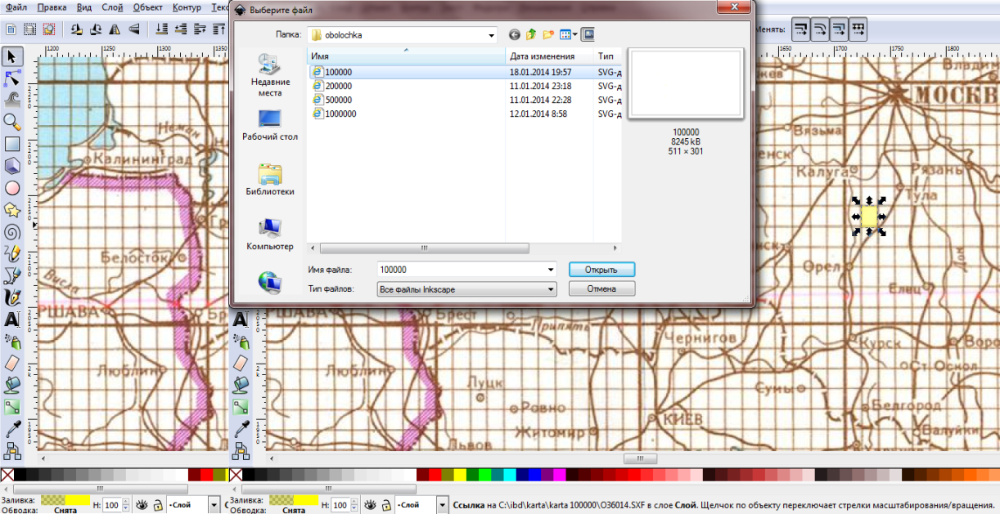 Файл Правка Вид Слой Объект Контур
Выберите файл
Менять:
Папка: obolochka
Имя Дата изменения Тип
100000 18.01.2014 19:57 SVG-д
200000 11.01.2014 23:18 SVG-д
500000 11.01.2014 22:28 SVG-д
1000000 12.01.2014 8:58 SVG-д
Недавние
места
Рабочий стол
Библиотеки
Компьютер
100000
8245 kB
511 × 301
Имя файла: 100000
Открыть
Тип файлов: Все файлы Inkscape
Отмена
1200 1250 1300 1350
1650 1700 1750 1800
Неман
Калининград
Белосток
Висла
Люблин
МОСКВ
Вязьма
Калуга
Рязань
Тула
Орел
Дон
Елец
Брест
Припять
Чернигов
Курск
Воро
Люблин
Луцк
Ст Оскол
Сумы
Ровно
КИЕВ
Белгород
Житомир
Валуйки
Львов
Заливка:
Обводка: Снята
Н: 100
•Слой
Заливка:
Обводка: Снята
Н: 100
•Слой
Ссылка на C:\ibd\karta\karta 100000\O36014.SXF в слое Слой. Щелчок по объекту переключает стрелки масштабирования/вращения.